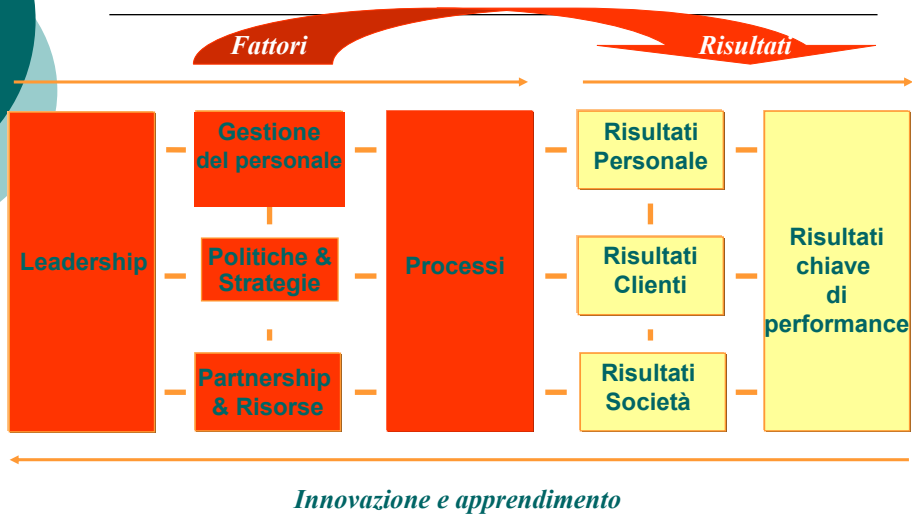 Fattori
Risultati
Leadership
Gestione
del personale
Politiche &
Strategie
Partnership
& Risorse
Processi
Risultati
Personale
Risultati
Clienti
Risultati
Società
Risultati
chiave
di
performance
Innovazione e apprendimento